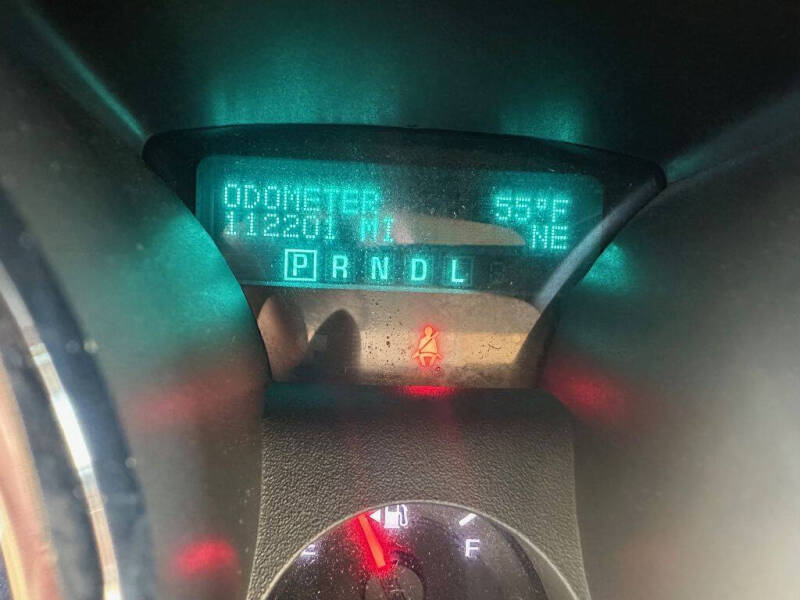 ODOMETER 55°F
112201 MI NE
P R N D L
E F